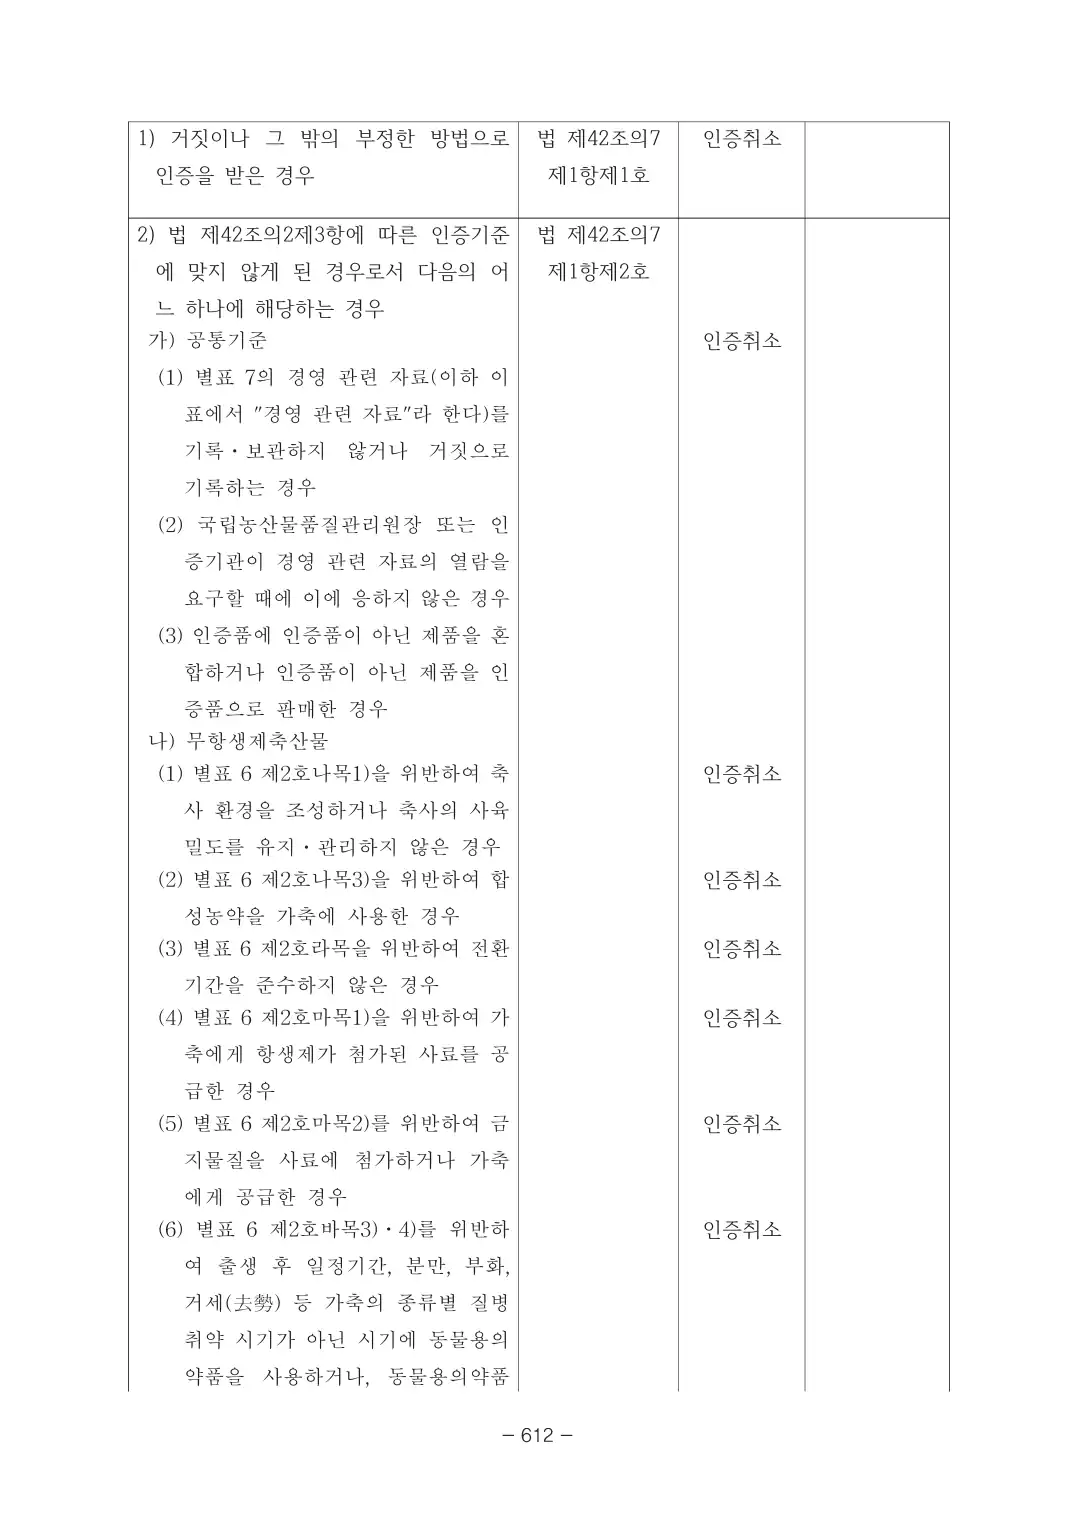 1) 거짓이나 그 밖의 부정한 방법으로 법 제42조의7 인증취소
인증을 받은 경우 제1항제1호
2) 법 제42조의2제3항에 따른 인증기준 법 제42조의7
에 맞지 않게 된 경우로서 다음의 어 제1항제2호
느 하나에 해당하는 경우
가) 공통기준 인증취소
(1) 별표 7의 경영 관련 자료(이하 이
표에서 "경영 관련 자료"라 한다)를
기록·보관하지 않거나 거짓으로
기록하는 경우
(2) 국립농산물품질관리원장 또는 인
증기관이 경영 관련 자료의 열람을
요구할 때에 이에 응하지 않은 경우
(3) 인증품에 인증품이 아닌 제품을 혼
합하거나 인증품이 아닌 제품을 인
증품으로 판매한 경우
나) 무항생제축산물
(1) 별표 6 제2호나목1)을 위반하여 축 인증취소
사 환경을 조성하거나 축사의 사육
밀도를 유지·관리하지 않은 경우
(2) 별표 6 제2호나목3)을 위반하여 합 인증취소
성농약을 가축에 사용한 경우
(3) 별표 6 제2호라목을 위반하여 전환 인증취소
기간을 준수하지 않은 경우
(4) 별표 6 제2호마목1)을 위반하여 가 인증취소
축에게 항생제가 첨가된 사료를 공
급한 경우
(5) 별표 6 제2호마목2)를 위반하여 금 인증취소
지물질을 사료에 첨가하거나 가축
에게 공급한 경우
(6) 별표 6 제2호바목3)·4)를 위반하 인증취소
여 출생 후 일정기간, 분만, 부화,
거세(去勢) 등 가축의 종류별 질병
취약 시기가 아닌 시기에 동물용의
약품을 사용하거나, 동물용의약품
- 612 -